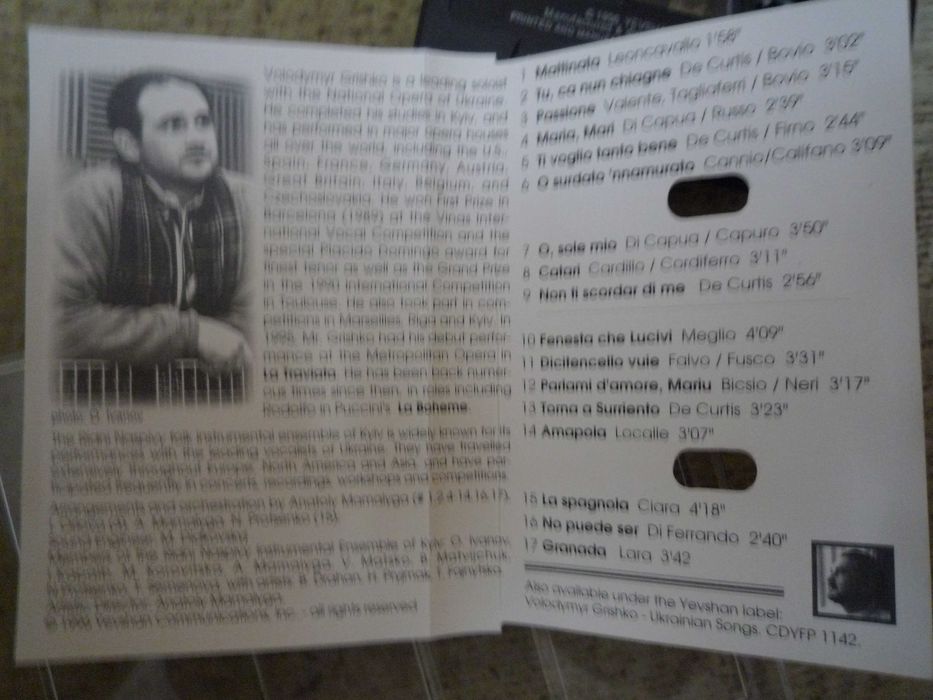 Volodymyr Grishko is a leading soloist
with the National Opera of Ukraine.
He completed his studies in Kyiv, and
has performed in major opera houses
all over the world, including the U.S.,
Spain, France, Germany, Austria,
Great Britain, Italy, Belgium, and
Czechoslovakia. He won First Prize in
Barcelona (1989) at the Vinas Inter-
national Vocal Competition and the
special Placido Domingo award for
finest tenor as well as the Grand Prize
in the 1990 International Competition
in Toulouse. He also took part in com-
petitions in Marseilles, Riga and Kyiv. In
1995, Mr. Grishko had his debut perfor-
mance at the Metropolitan Opera in
La Traviata. He has been back numer-
ous times since then, in roles including
Rodolfo in Puccini's La Boheme.
photo: O. Ivanov
folk instrumental ensemble of Kyiv is widely known for its
performances with the leading vocalists of Ukraine. They have travelled
extensively throughout Europe, North America and Asia, and have par-
ticipated frequently in concerts, recordings, workshops and competitions.
Arrangements and orchestration by Anatoly Mamalyga
Sound Engineer: M.
Members of the Instrumental Ensemble of Kyiv: O. Ivanov,
Artistic Director: Anatoly Mamalyga
Yevshan Communications, Inc. - all rights reserved
1 Mattinata Leoncavallo 1'58"
2 Tu, ca nun chiagne De Curtis / Bovio 3'02"
3 Passione Valente, Tagliaferri / Bovio 3'15"
4 Maria, Mari Di Capua / Russo 2'39"
5 Ti voglio tanto bene De Curtis / Firno 2'44"
6 O surdato 'nnamurato Cannio/Califano 3'09"
7 O, sole mio Di Capua / Capuro 3'50"
8 Catari Cardillo / Cordiferro 3'11"
9 Non ti scordar di me De Curtis 2'56"
10 Fenesta che Lucivi Meglio 4'09"
11 Dicitencello vuie Falvo / Fusco 3'31"
12 Parlami d'amore, Mariu Bicsio / Neri 3'17"
13 Torna a Surriento De Curtis 3'23"
14 Amapola Localle 3'07"
15 La spagnola Ciara 4'18"
16 No puede ser Di Ferrando 2'40"
17 Granada Lara 3'42
Also available under the Yevshan label:
Volodymyr Grishko - Ukrainian Songs. CDYFP 1142.